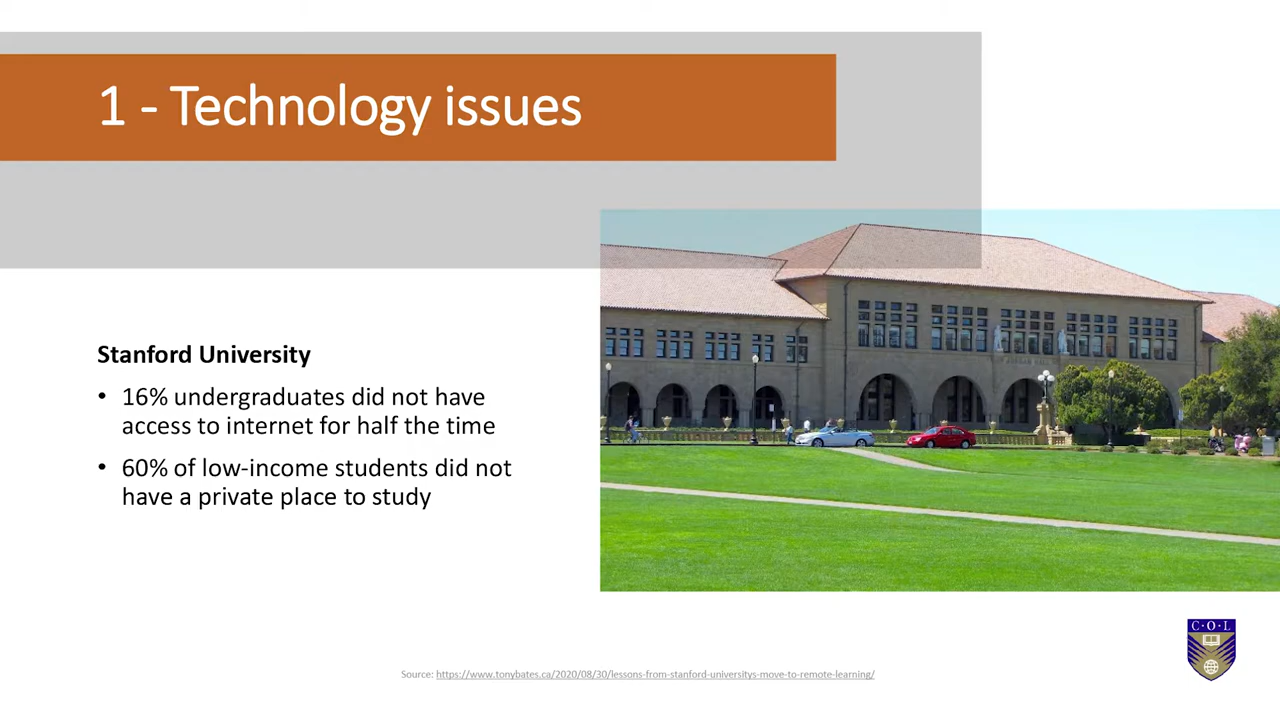 1 - Technology issues
Stanford University
• 16% undergraduates did not have
access to internet for half the time
• 60% of low-income students did not
have a private place to study
Source: https://www.tonybates.ca/2020/08/30/lessons-from-stanford-universitys-move-to-remote-learning/
C·O·L